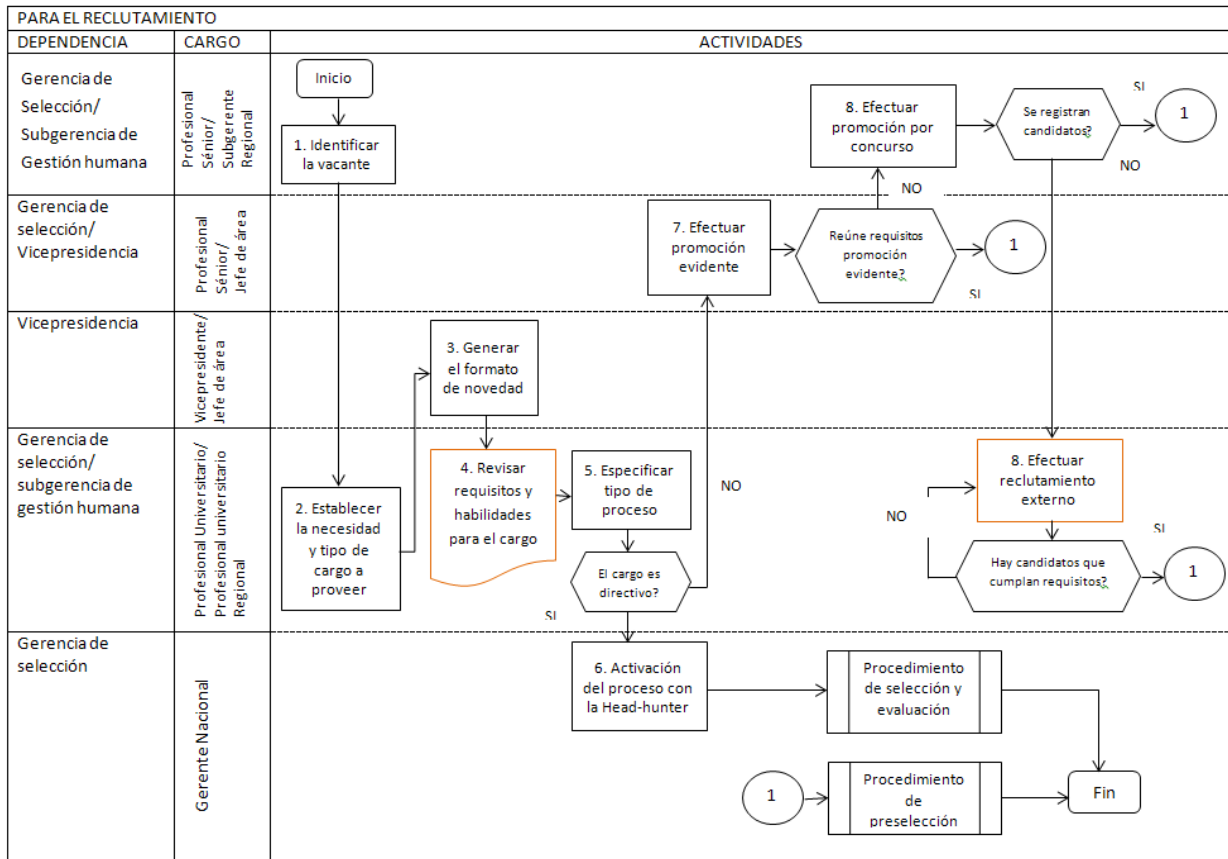 PARA EL RECLUTAMIENTO
DEPENDENCIA
CARGO
ACTIVIDADES
Gerencia de
Selección/
Subgerencia de
Gestión humana
Profesional
Sénior/
Subgerente
Regional
Inicio
1. Identificar
la vacante
8. Efectuar
promoción por
concurso
Se registran
candidatos?
SI
1
NO
NO
Gerencia de
selección/
Vicepresidencia
Profesional
Sénior/
Jefe de área
7. Efectuar
promoción
evidente
Reúne requisitos
promoción
evidente?
1
SI
Vicepresidencia
Vicepresidente/
Jefe de área
3. Generar
el formato
de novedad
Gerencia de
selección/
subgerencia de
gestión humana
Profesional Universitario/
Profesional universitario
Regional
2. Establecer
la necesidad
y tipo de
cargo a
proveer
4. Revisar
requisitos y
habilidades
para el cargo
5. Especificar
tipo de
proceso
NO
El cargo es
directivo?
SI
8. Efectuar
reclutamiento
externo
NO
SI
Hay candidatos que
cumplan requisitos?
1
Gerencia de
selección
Gerente Nacional
6. Activación
del proceso con
la Head-hunter
Procedimiento
de selección y
evaluación
1
Procedimiento
de
preselección
Fin